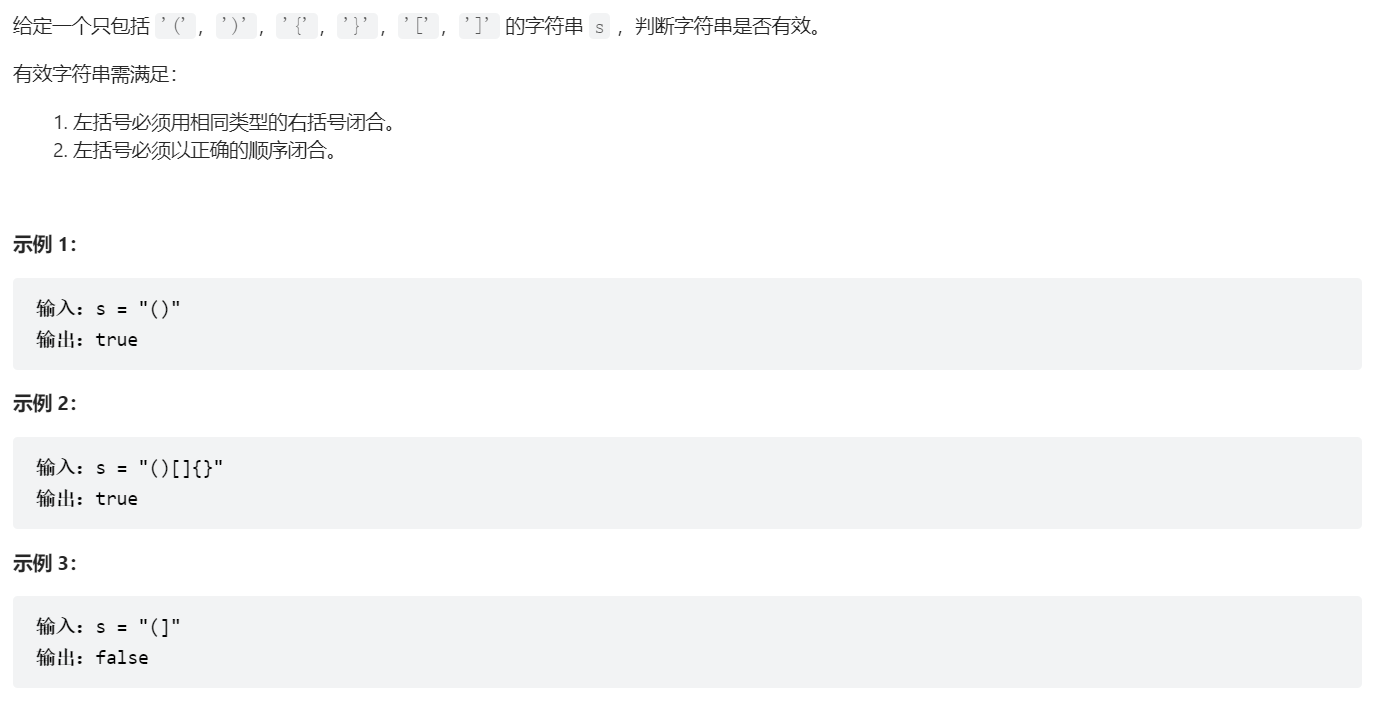 给定一个只包括 '(' ，')' ，'{' ，'}' ，'[' ，']' 的字符串 s ，判断字符串是否有效。
有效字符串需满足：
1. 左括号必须用相同类型的右括号闭合。
2. 左括号必须以正确的顺序闭合。
示例 1：
输入：s = "()"
输出：true
示例 2：
输入：s = "()[]{}"
输出：true
示例 3：
输入：s = "(]"
输出：false